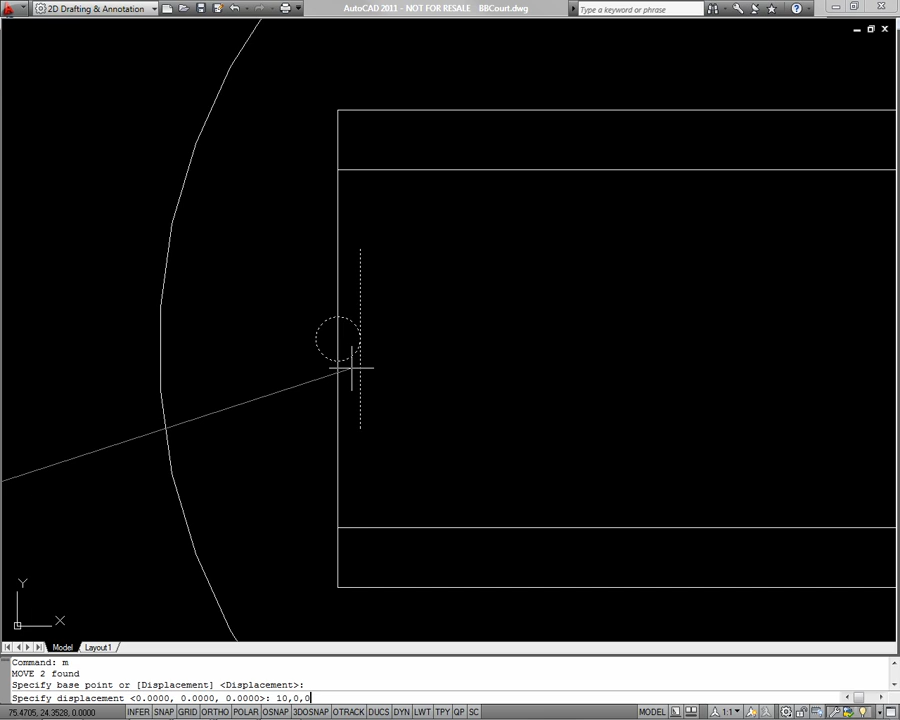 2D Drafting & Annotation
AutoCAD 2011 - NOT FOR RESALE BBCourt.dwg
Type a keyword or phrase
Y
X
Model
Layout1
Command: m
MOVE 2 found
Specify base point or [Displacement] <Displacement>:
Specify displacement <0.0000, 0.0000, 0.0000>: 10,0,0
75.4705, 24.3528, 0.0000
INFER SNAP GRID ORTHO POLAR OSNAP 3DOSNAP OTRACK DUCS DYN LWT TPY QP SC
MODEL
1:1